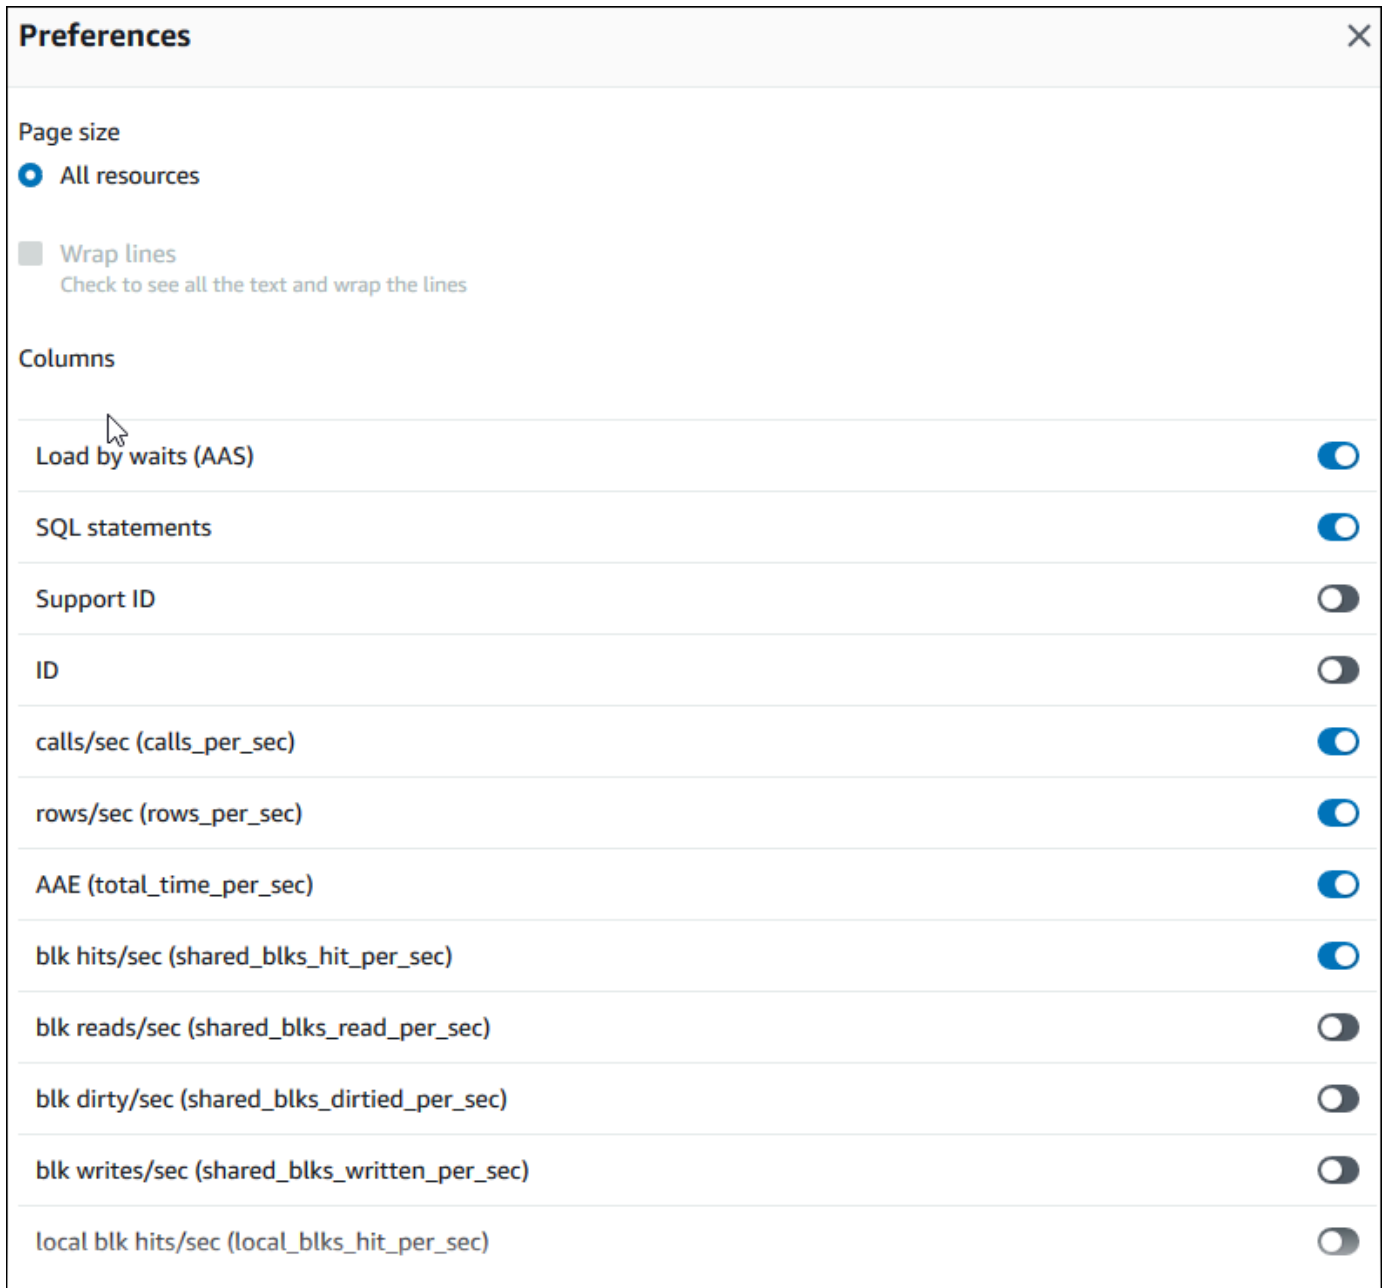 Preferences
Page size
All resources
Wrap lines
Check to see all the text and wrap the lines
Columns
Load by waits (AAS)
SQL statements
Support ID
ID
calls/sec (calls_per_sec)
rows/sec (rows_per_sec)
AAE (total_time_per_sec)
blk hits/sec (shared_blks_hit_per_sec)
blk reads/sec (shared_blks_read_per_sec)
blk dirty/sec (shared_blks_dirtied_per_sec)
blk writes/sec (shared_blks_written_per_sec)
local blk hits/sec (local_blks_hit_per_sec)